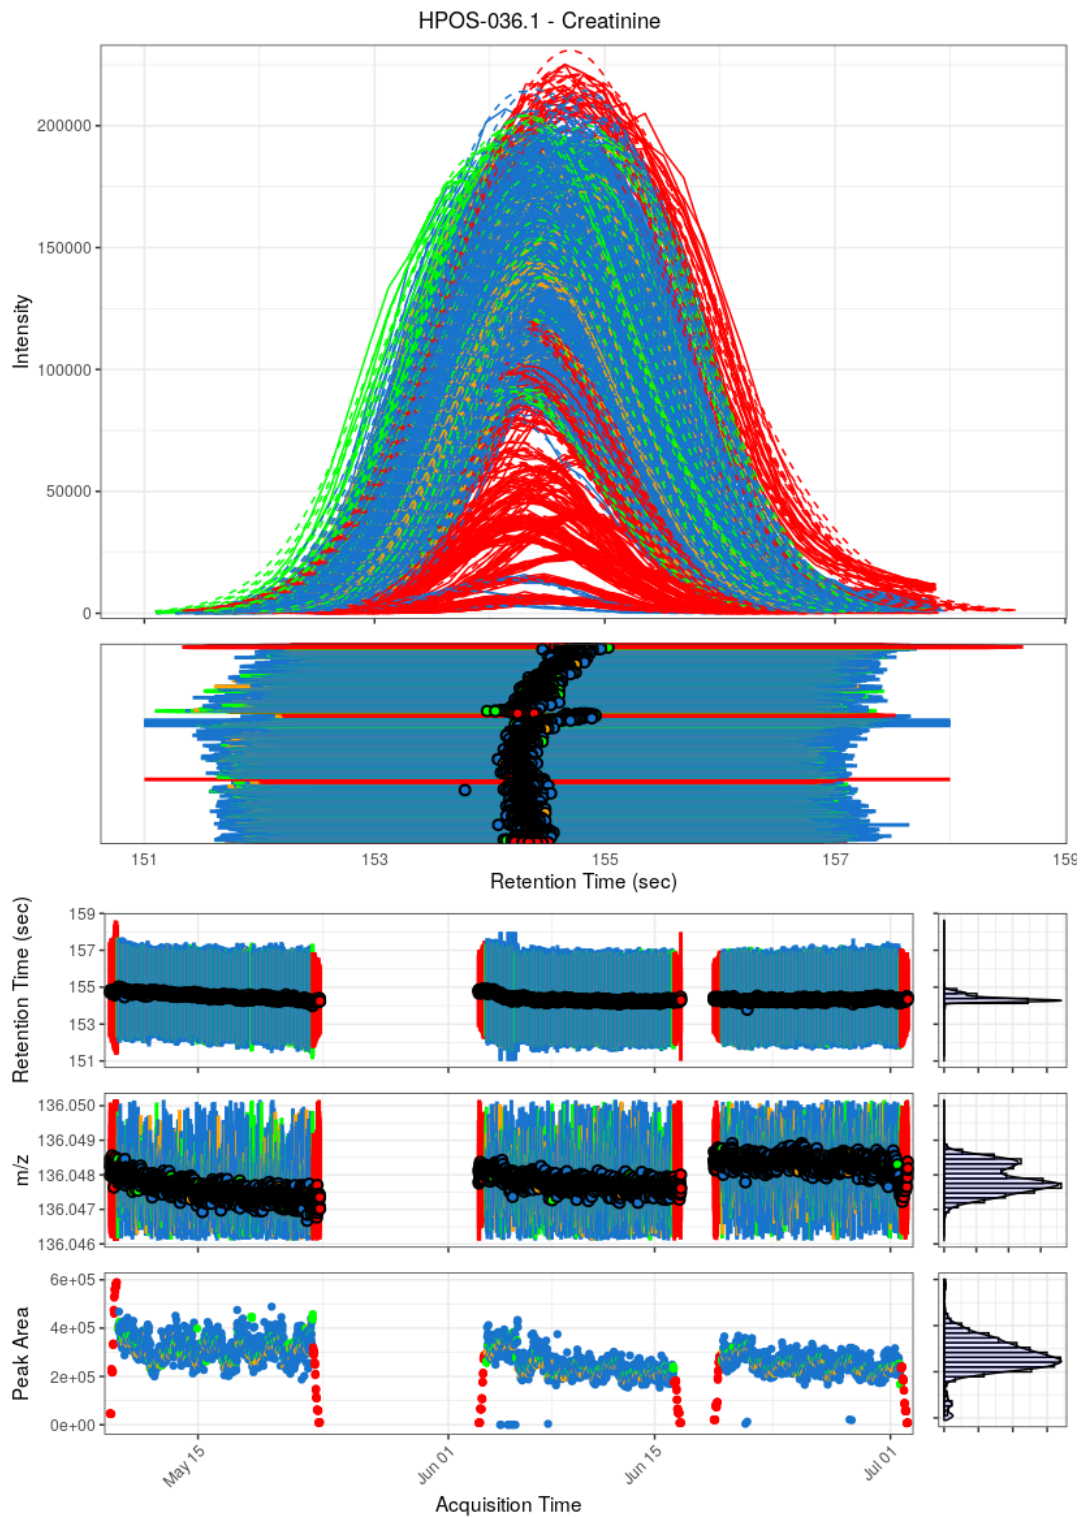 HPOS-036.1 - Creatinine
200000
150000
100000
50000
0
Intensity
151 153 155 157 159
Retention Time (sec)
159
157
155
153
151
Retention Time (sec)
136.050
136.049
136.048
136.047
136.046
m/z
6e+05
4e+05
2e+05
0e+00
Peak Area
May 15 Jun 01 Jun 15 Jul 01
Acquisition Time